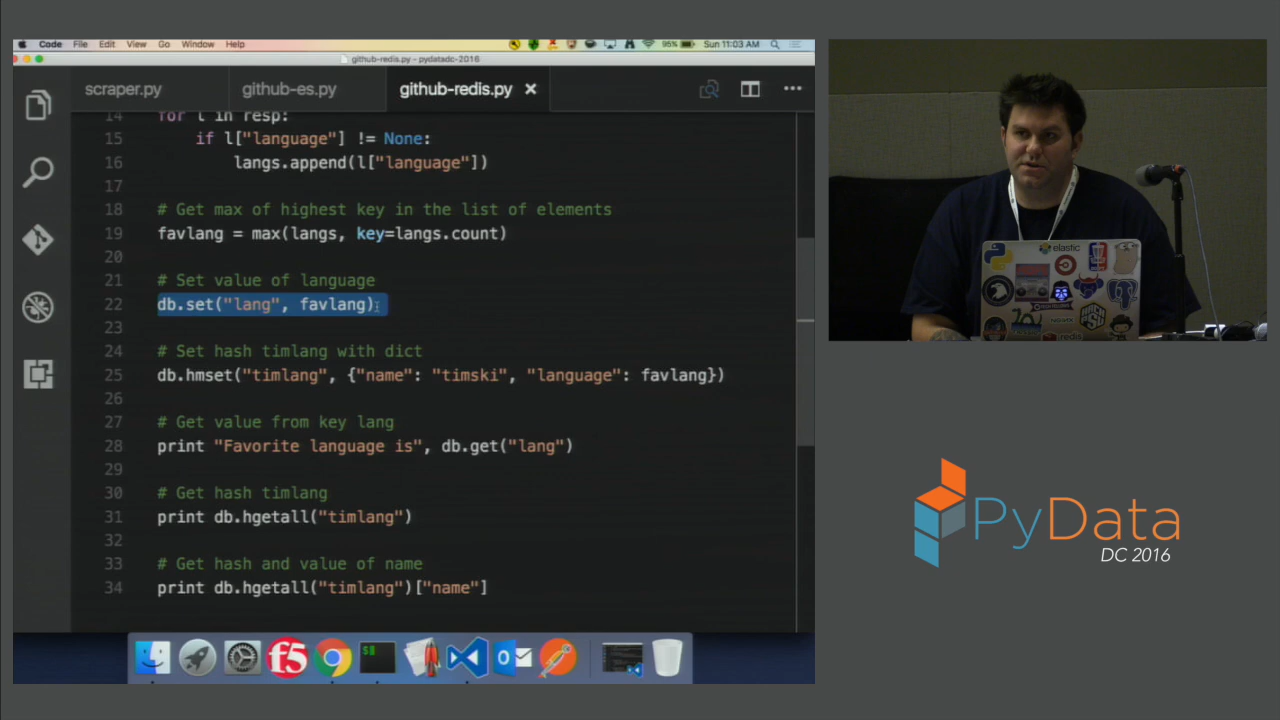 Code File Edit View Go Window Help 95% Sun 11:03 AM
github-redis.py - pydatadc-2016
scraper.py github-es.py github-redis.py
14 for l in resp:
15 if l["language"] != None:
16 langs.append(l["language"])
17
18 # Get max of highest key in the list of elements
19 favlang = max(langs, key=langs.count)
20
21 # Set value of language
22 db.set("lang", favlang)
23
24 # Set hash timlang with dict
25 db.hmset("timlang", {"name": "timski", "language": favlang})
26
27 # Get value from key lang
28 print "Favorite language is", db.get("lang")
29
30 # Get hash timlang
31 print db.hgetall("timlang")
32
33 # Get hash and value of name
34 print db.hgetall("timlang")["name"]
f5
$
elastic
redis
PyData
DC 2016